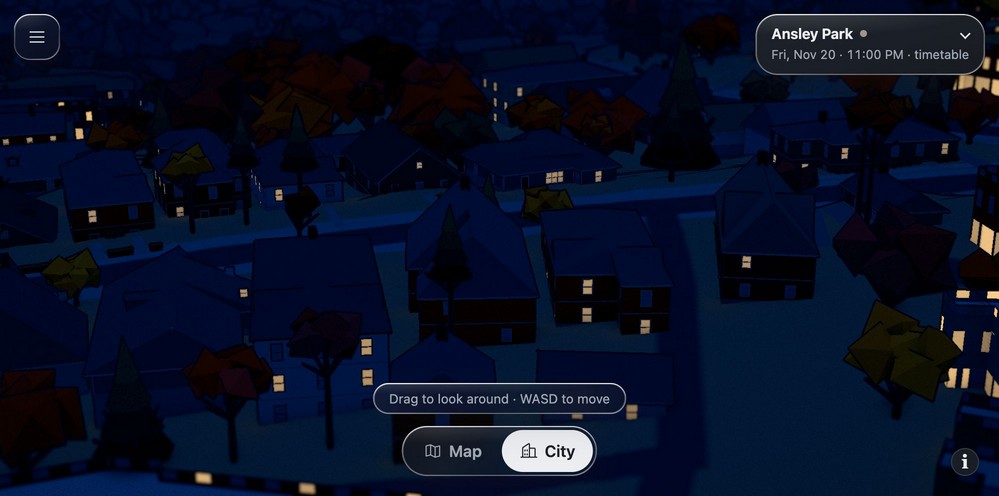 Ansley Park
Fri, Nov 20 · 11:00 PM · timetable
Drag to look around · WASD to move
Map
City
i